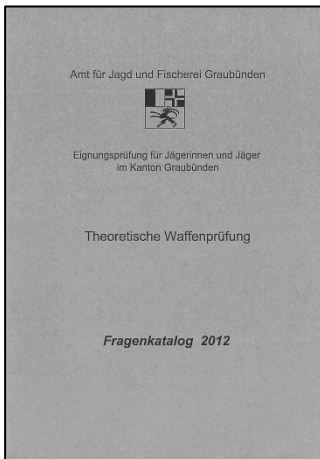 Amt für Jagd und Fischerei Graubünden
Eignungsprüfung für Jägerinnen und Jäger
im Kanton Graubünden
Theoretische Waffenprüfung
Fragenkatalog 2012